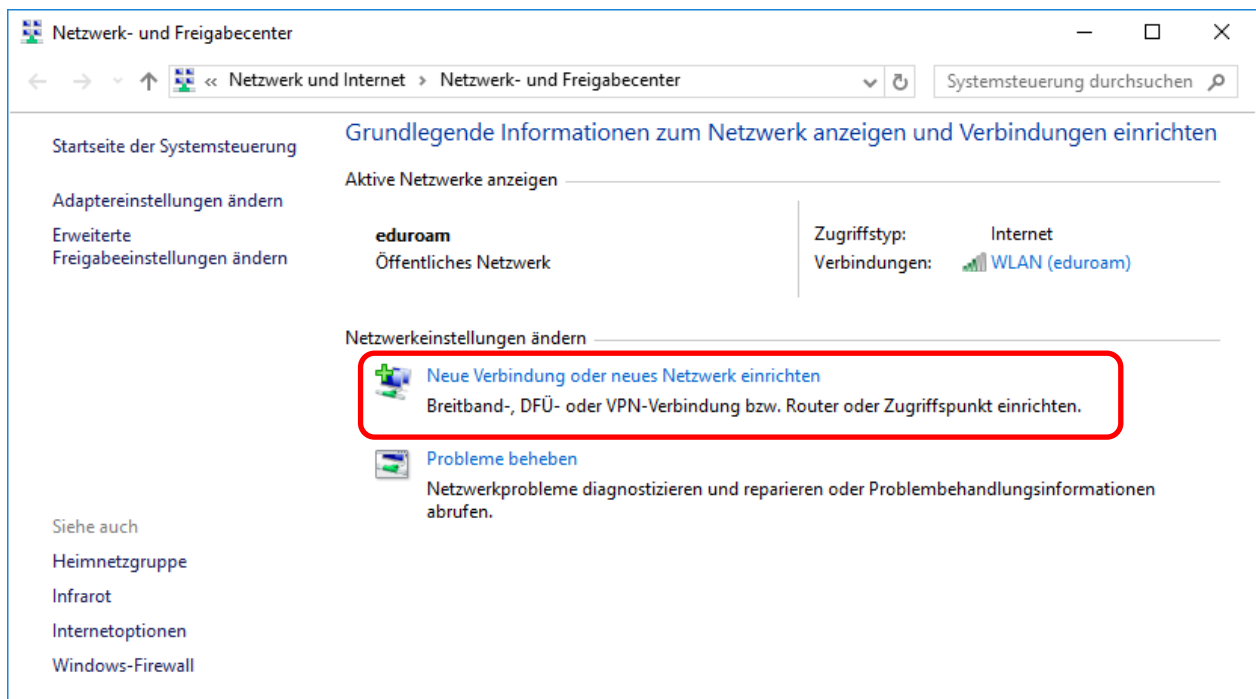 Netzwerk- und Freigabecenter
« Netzwerk und Internet › Netzwerk- und Freigabecenter
Systemsteuerung durchsuchen
Startseite der Systemsteuerung
Adaptereinstellungen ändern
Erweiterte
Freigabeeinstellungen ändern
Grundlegende Informationen zum Netzwerk anzeigen und Verbindungen einrichten
Aktive Netzwerke anzeigen
eduroam
Öffentliches Netzwerk
Zugriffstyp: Internet
Verbindungen: WLAN (eduroam)
Netzwerkeinstellungen ändern
Neue Verbindung oder neues Netzwerk einrichten
Breitband-, DFÜ- oder VPN-Verbindung bzw. Router oder Zugriffspunkt einrichten.
Probleme beheben
Netzwerkprobleme diagnostizieren und reparieren oder Problembehandlungsinformationen
abrufen.
Siehe auch
Heimnetzgruppe
Infrarot
Internetoptionen
Windows-Firewall